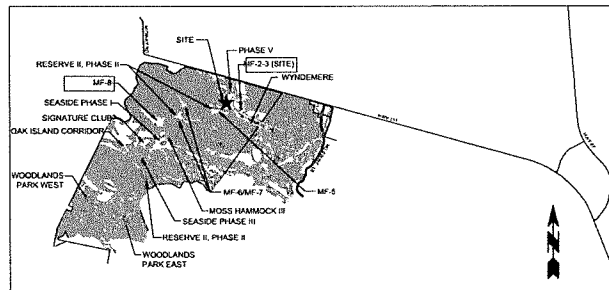 SITE
PHASE V
RESERVE II, PHASE II
MF-2-3 (SITE)
MF-8
WYNDEMERE
SEASIDE PHASE I
SIGNATURE CLUB
OAK ISLAND CORRIDOR
WOODLANDS
PARK WEST
MF-5
MF-6/MF-7
MOSS HAMMOCK III
SEASIDE PHASE III
RESERVE II, PHASE II
WOODLANDS
PARK EAST
N